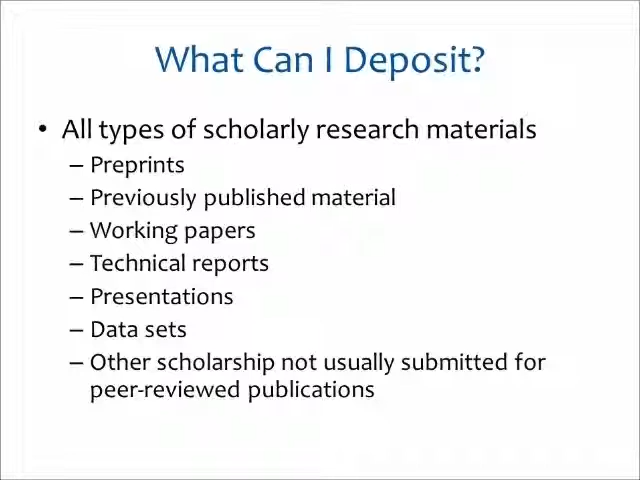 What Can I Deposit?
• All types of scholarly research materials
– Preprints
– Previously published material
– Working papers
– Technical reports
– Presentations
– Data sets
– Other scholarship not usually submitted for
peer-reviewed publications